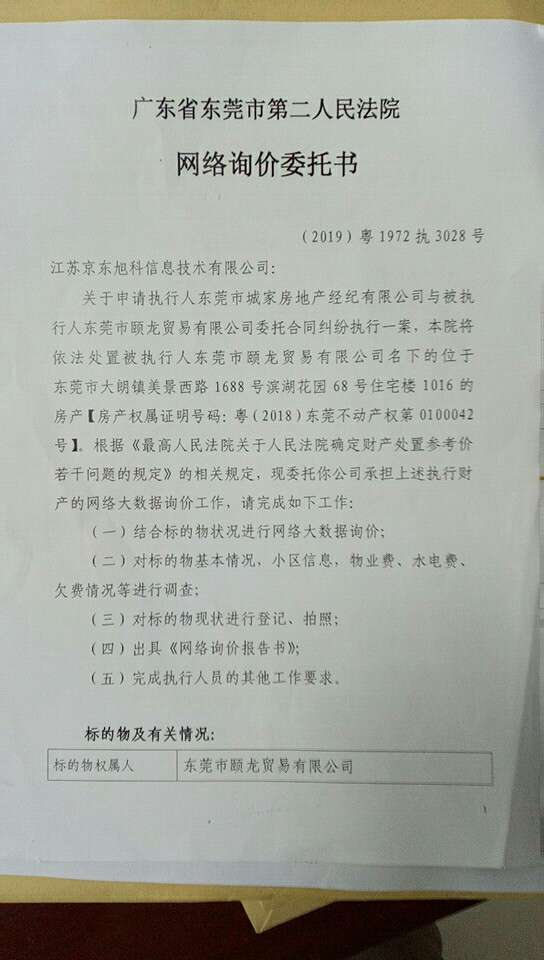 广东省东莞市第二人民法院
网络询价委托书
（2019）粤 1972 执 3028 号
江苏京东旭科信息技术有限公司：
关于申请执行人东莞市城家房地产经纪有限公司与被执
行人东莞市颐龙贸易有限公司委托合同纠纷执行一案，本院将
依法处置被执行人东莞市颐龙贸易有限公司名下的位于
东莞市大朗镇美景西路 1688 号滨湖花园 68 号住宅楼 1016 的
房产【房产权属证明号码：粤（2018）东莞不动产权第 0100042
号】。根据《最高人民法院关于人民法院确定财产处置参考价
若干问题的规定》的相关规定，现委托你公司承担上述执行财
产的网络大数据询价工作，请完成如下工作：
（一）结合标的物状况进行网络大数据询价；
（二）对标的物基本情况，小区信息，物业费、水电费、
欠费情况等进行调查；
（三）对标的物现状进行登记、拍照；
（四）出具《网络询价报告书》；
（五）完成执行人员的其他工作要求。
标的物及有关情况：
标的物权属人 东莞市颐龙贸易有限公司
1